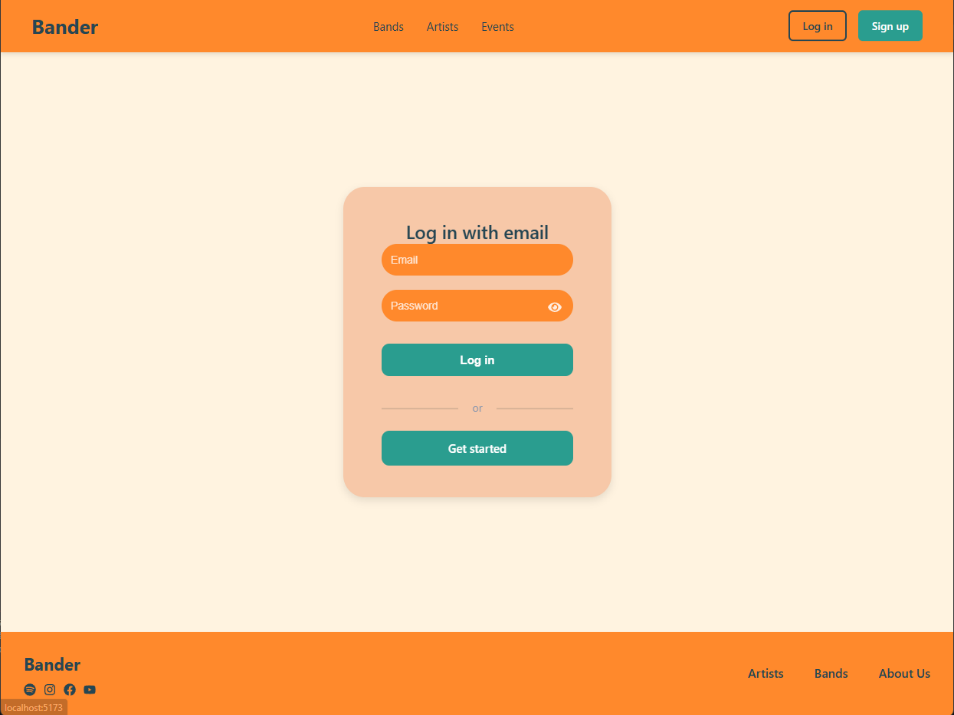 Bander
Bands Artists Events
Log in Sign up
Log in with email
Email
Password
Log in
or
Get started
Bander
Artists Bands About Us
localhost:5173